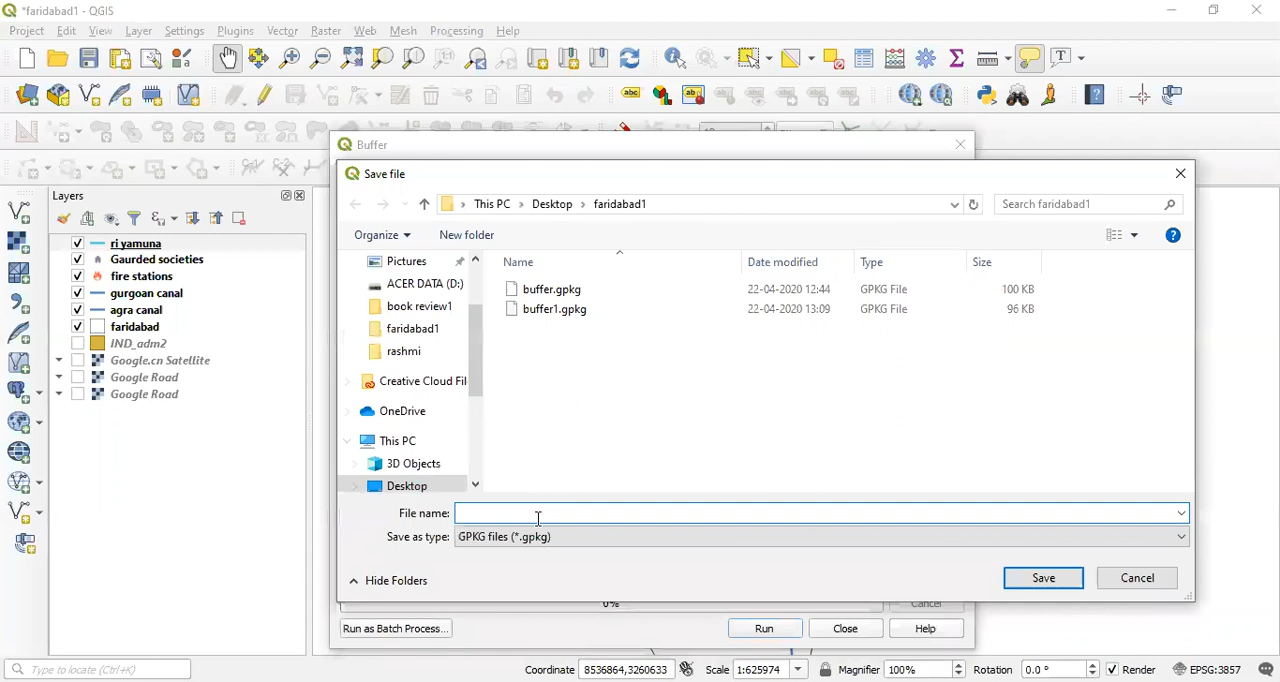 *faridabad1 - QGIS
Project Edit View Layer Settings Plugins Vector Raster Web Mesh Processing Help
Buffer
Save file
This PC › Desktop › faridabad1
Search faridabad1
Organize
New folder
Layers
ri yamuna
Gaurded societies
fire stations
gurgoan canal
agra canal
faridabad
IND_adm2
Google.cn Satellite
Google Road
Google Road
Pictures
ACER DATA (D:)
book review1
faridabad1
rashmi
Creative Cloud Fil
OneDrive
This PC
3D Objects
Desktop
Name Date modified Type Size
buffer.gpkg 22-04-2020 12:44 GPKG File 100 KB
buffer1.gpkg 22-04-2020 13:09 GPKG File 96 KB
File name:
Save as type: GPKG files (*.gpkg)
Hide Folders
Save
Cancel
0%
Cancel
Run as Batch Process...
Run
Close
Help
Type to locate (Ctrl+K)
Coordinate 8536864,3260633
Scale 1:625974
Magnifier 100%
Rotation 0.0 °
Render
EPSG:3857